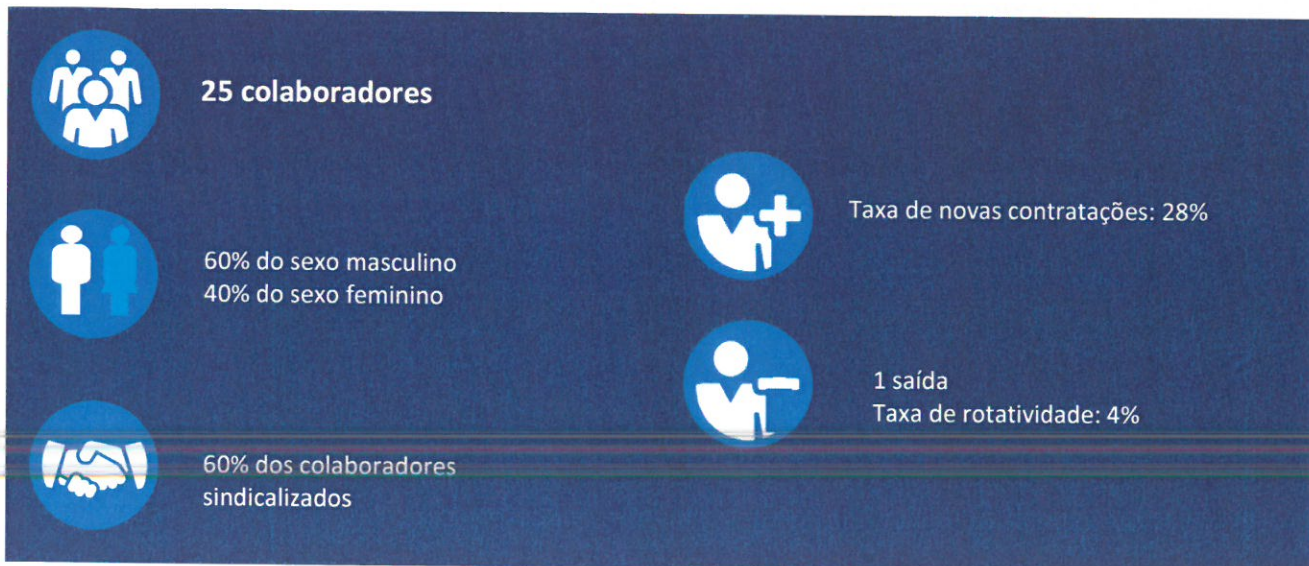 25 colaboradores
60% do sexo masculino
40% do sexo feminino
60% dos colaboradores
sindicalizados
Taxa de novas contratações: 28%
1 saída
Taxa de rotatividade: 4%